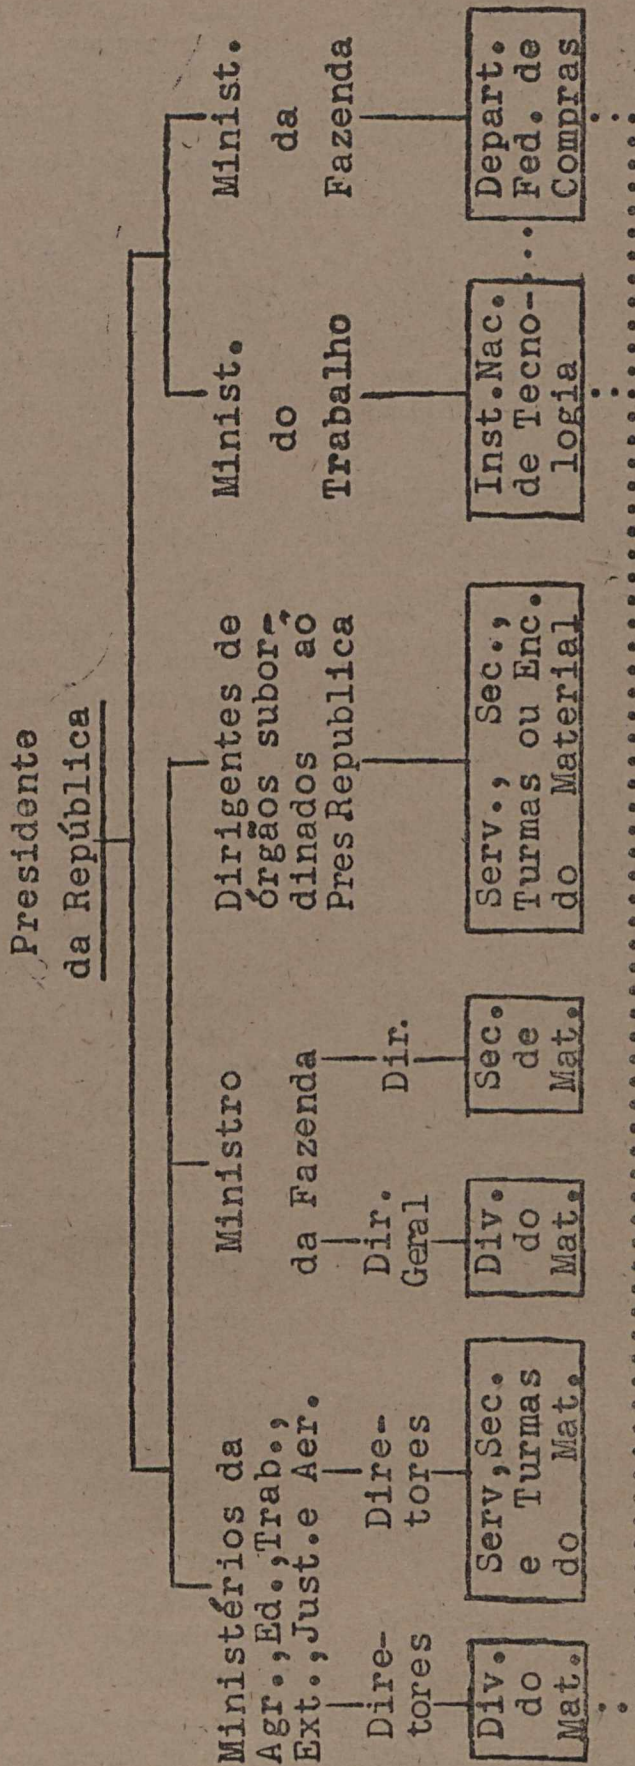 Presidente
da República
Ministérios da
Agr.,Ed.,Trab.,
Ext.,Just.e Aer.
Dire-
tores
Div.
do
Mat.
Dire-
tores
Serv,Sec.
e Turmas
do Mat.
Ministro
da Fazenda
Dir.
Geral
Div.
do
Mat.
Dir.
Sec.
de
Mat.
Dirigentes de
órgãos subor-
dinados ao
Pres Republica
Serv., Sec.,
Turmas ou Enc.
do Material
Minist.
do
Trabalho
Inst.Nac.
de Tecno-
logia
Minist.
da
Fazenda
Depart.
Fed. de
Compras